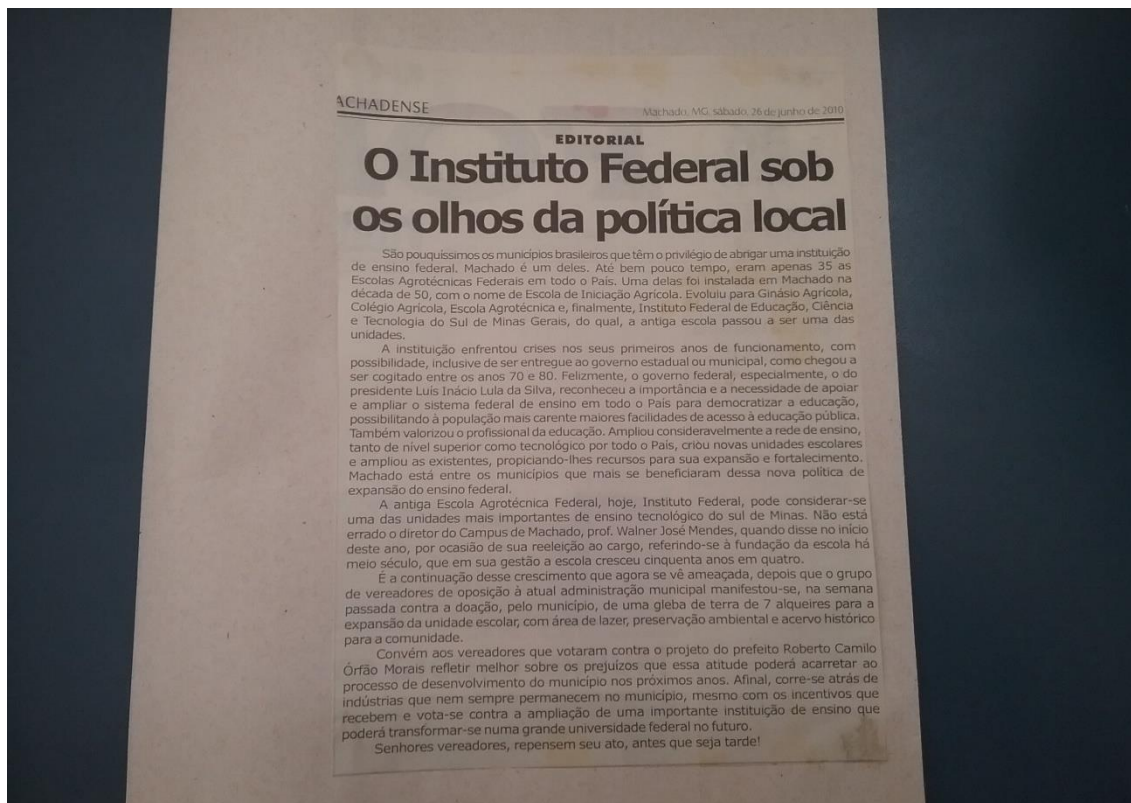 ACHADENSE
Machado, MG, sábado, 26 de junho de 2010
EDITORIAL
O Instituto Federal sob
os olhos da política local
São pouquíssimos os municípios brasileiros que têm o privilégio de abrigar uma instituição
de ensino federal. Machado é um deles. Até bem pouco tempo, eram apenas 35 as
Escolas Agrotécnicas Federais em todo o País. Uma delas foi instalada em Machado na
década de 50, com o nome de Escola de Iniciação Agrícola. Evoluiu para Ginásio Agrícola,
Colégio Agrícola, Escola Agrotécnica e, finalmente, Instituto Federal de Educação, Ciência
e Tecnologia do Sul de Minas Gerais, do qual, a antiga escola passou a ser uma das
unidades.
A instituição enfrentou crises nos seus primeiros anos de funcionamento, com
possibilidade, inclusive de ser entregue ao governo estadual ou municipal, como chegou a
ser cogitado entre os anos 70 e 80. Felizmente, o governo federal, especialmente, o do
presidente Luís Inácio Lula da Silva, reconheceu a importância e a necessidade de apoiar
e ampliar o sistema federal de ensino em todo o País para democratizar a educação,
possibilitando à população mais carente maiores facilidades de acesso à educação pública.
Também valorizou o profissional da educação. Ampliou consideravelmente a rede de ensino,
tanto de nível superior como tecnológico por todo o País, criou novas unidades escolares
e ampliou as existentes, propiciando-lhes recursos para sua expansão e fortalecimento.
Machado está entre os municípios que mais se beneficiaram dessa nova política de
expansão do ensino federal.
A antiga Escola Agrotécnica Federal, hoje, Instituto Federal, pode considerar-se
uma das unidades mais importantes de ensino tecnológico do sul de Minas. Não está
errado o diretor do Campus de Machado, prof. Walner José Mendes, quando disse no início
deste ano, por ocasião de sua reeleição ao cargo, referindo-se à fundação da escola há
meio século, que em sua gestão a escola cresceu cinquenta anos em quatro.
É a continuação desse crescimento que agora se vê ameaçada, depois que o grupo
de vereadores de oposição à atual administração municipal manifestou-se, na semana
passada contra a doação, pelo município, de uma gleba de terra de 7 alqueires para a
expansão da unidade escolar, com área de lazer, preservação ambiental e acervo histórico
para a comunidade.
Convém aos vereadores que votaram contra o projeto do prefeito Roberto Camilo
Órfão Morais refletir melhor sobre os prejuízos que essa atitude poderá acarretar ao
processo de desenvolvimento do município nos próximos anos. Afinal, corre-se atrás de
indústrias que nem sempre permanecem no município, mesmo com os incentivos que
recebem e vota-se contra a ampliação de uma importante instituição de ensino que
poderá transformar-se numa grande universidade federal no futuro.
Senhores vereadores, repensem seu ato, antes que seja tarde!